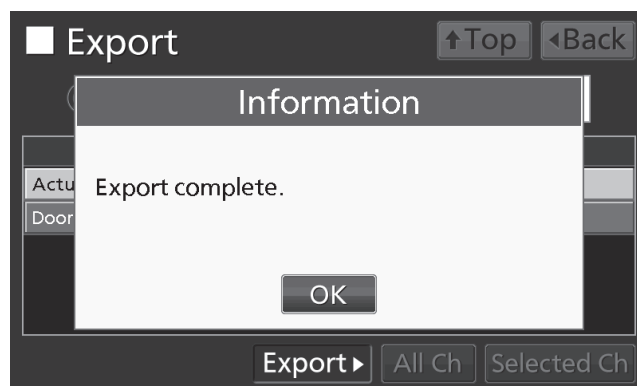 Export
↑Top
◂Back
Information
Actu
Door
Export complete.
OK
Export▸
All Ch
Selected Ch